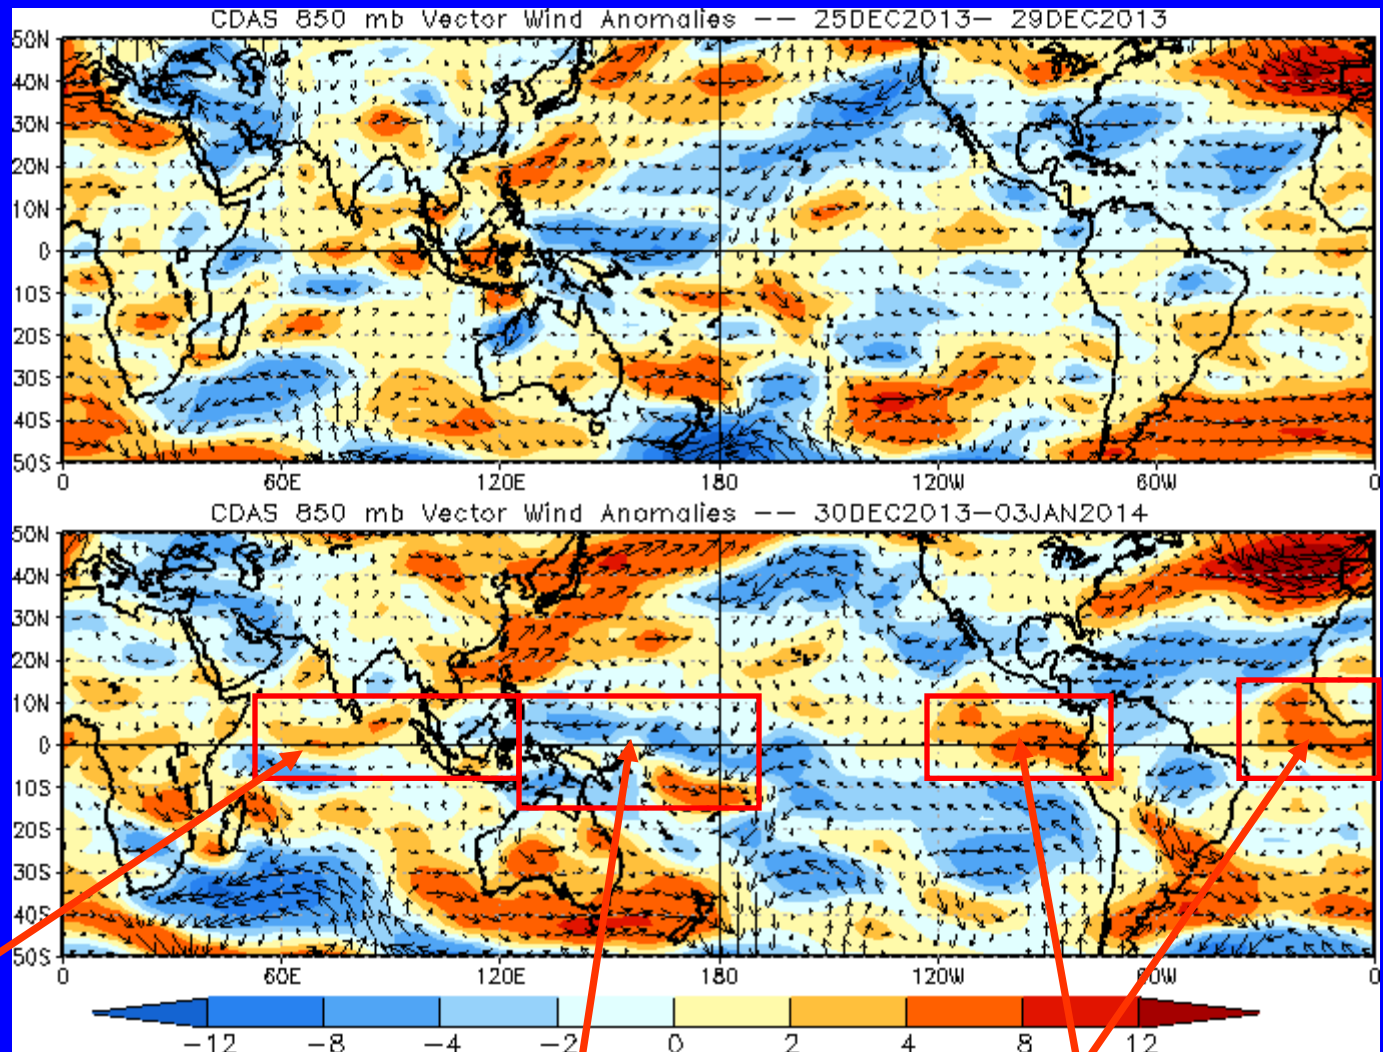 CDAS 850 mb Vector Wind Anomalies -- 25DEC2013- 29DEC2013
50N
40N
30N
20N
10N
0
10S
20S
30S
40S
50S
0 60E 120E 180 120W 60W 0
CDAS 850 mb Vector Wind Anomalies -- 30DEC2013-03JAN2014
50N
40N
30N
20N
10N
0
10S
20S
30S
40S
50S
0 60E 120E 180 120W 60W 0
-12 -8 -4 -2 0 2 4 8 12